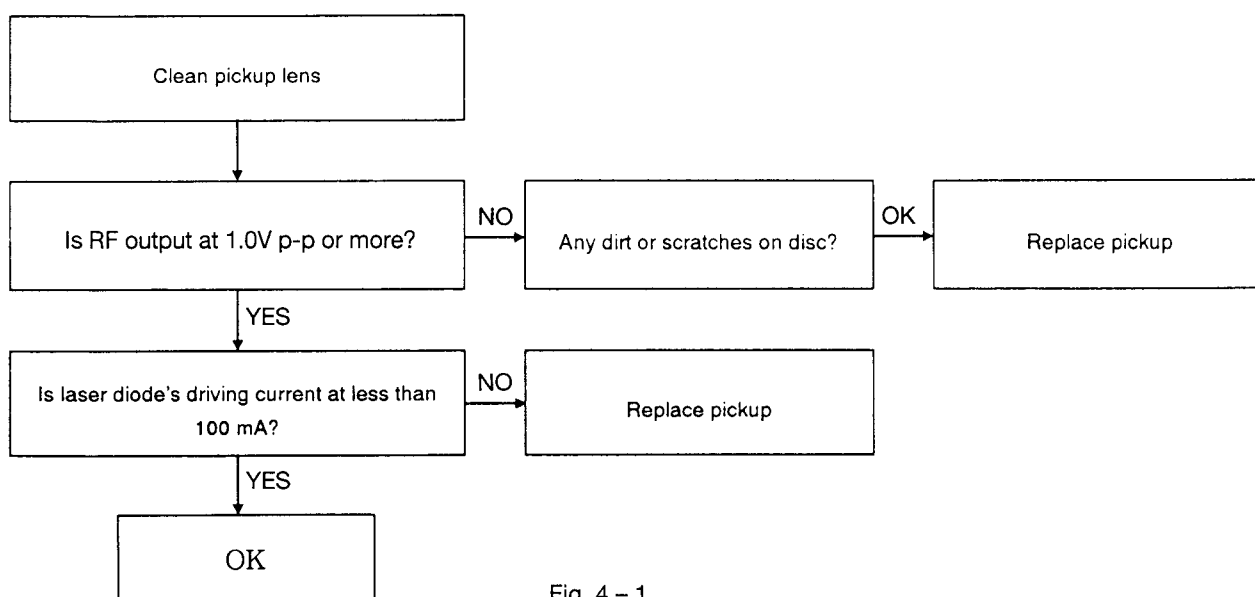 Clean pickup lens
Is RF output at 1.0V p-p or more?
NO
Any dirt or scratches on disc?
OK
Replace pickup
YES
Is laser diode's driving current at less than
100 mA?
NO
Replace pickup
YES
OK
Fig. 4 – 1